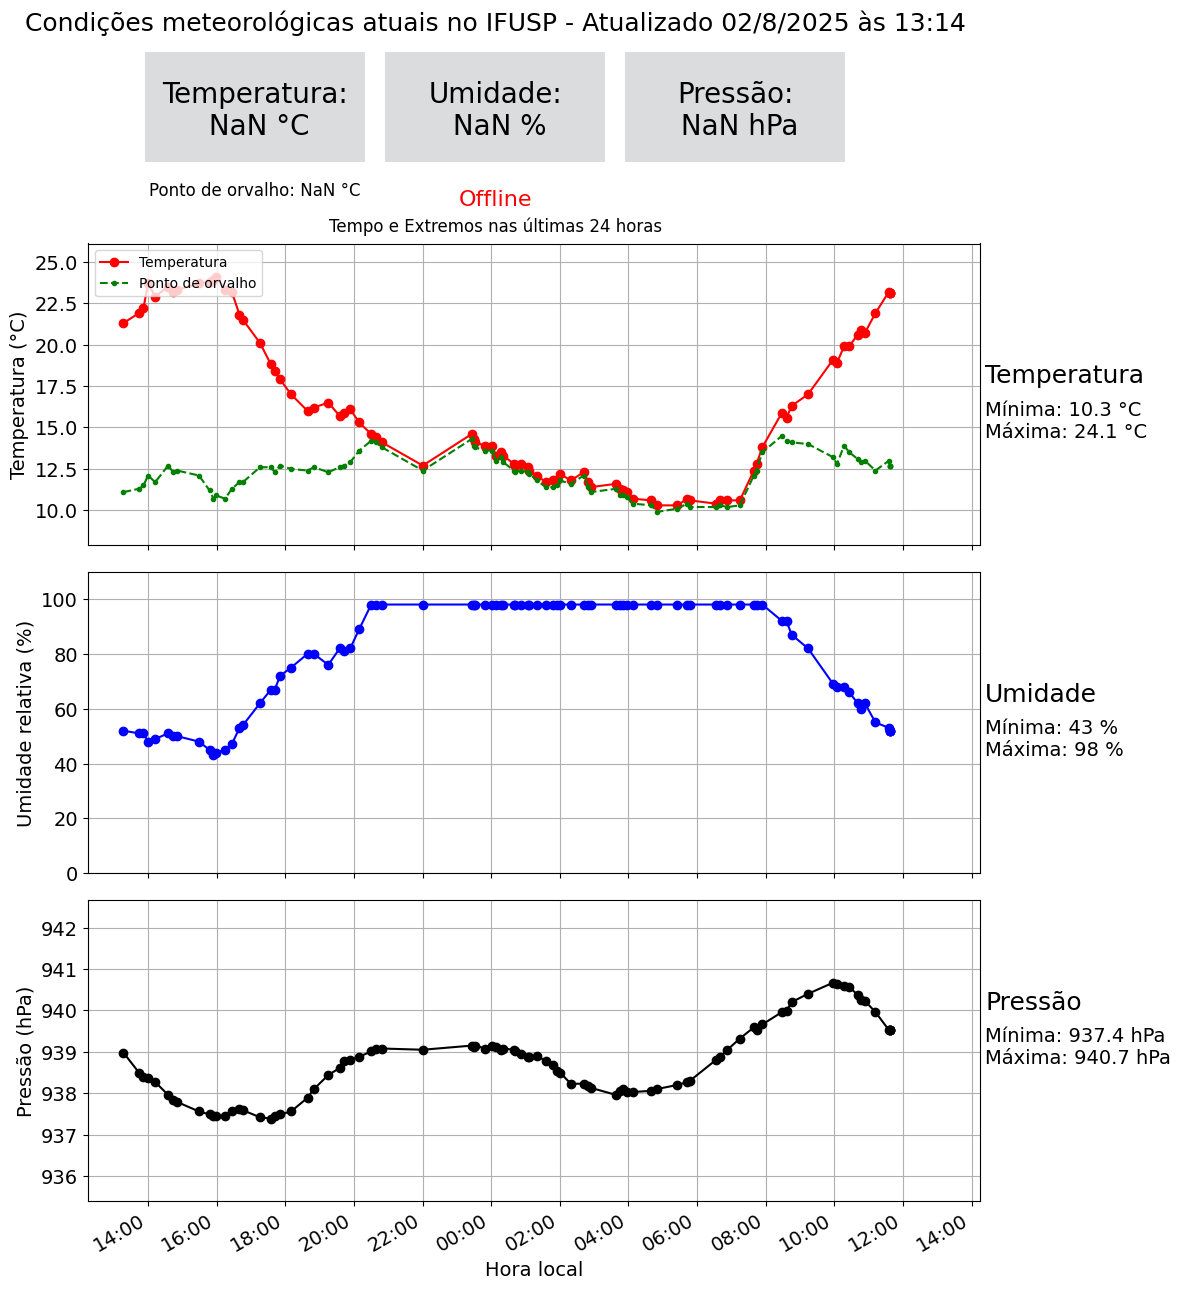 Condições meteorológicas atuais no IFUSP - Atualizado 02/8/2025 às 13:14
Temperatura:
NaN °C
Umidade:
NaN %
Pressão:
NaN hPa
Ponto de orvalho: NaN °C
Offline
Tempo e Extremos nas últimas 24 horas
Temperatura
Ponto de orvalho
Temperatura (°C)
25.0
22.5
20.0
17.5
15.0
12.5
10.0
Temperatura
Mínima: 10.3 °C
Máxima: 24.1 °C
Umidade relativa (%)
100
80
60
40
20
0
Umidade
Mínima: 43 %
Máxima: 98 %
Pressão (hPa)
942
941
940
939
938
937
936
Pressão
Mínima: 937.4 hPa
Máxima: 940.7 hPa
14:00 16:00 18:00 20:00 22:00 00:00 02:00 04:00 06:00 08:00 10:00 12:00 14:00
Hora local